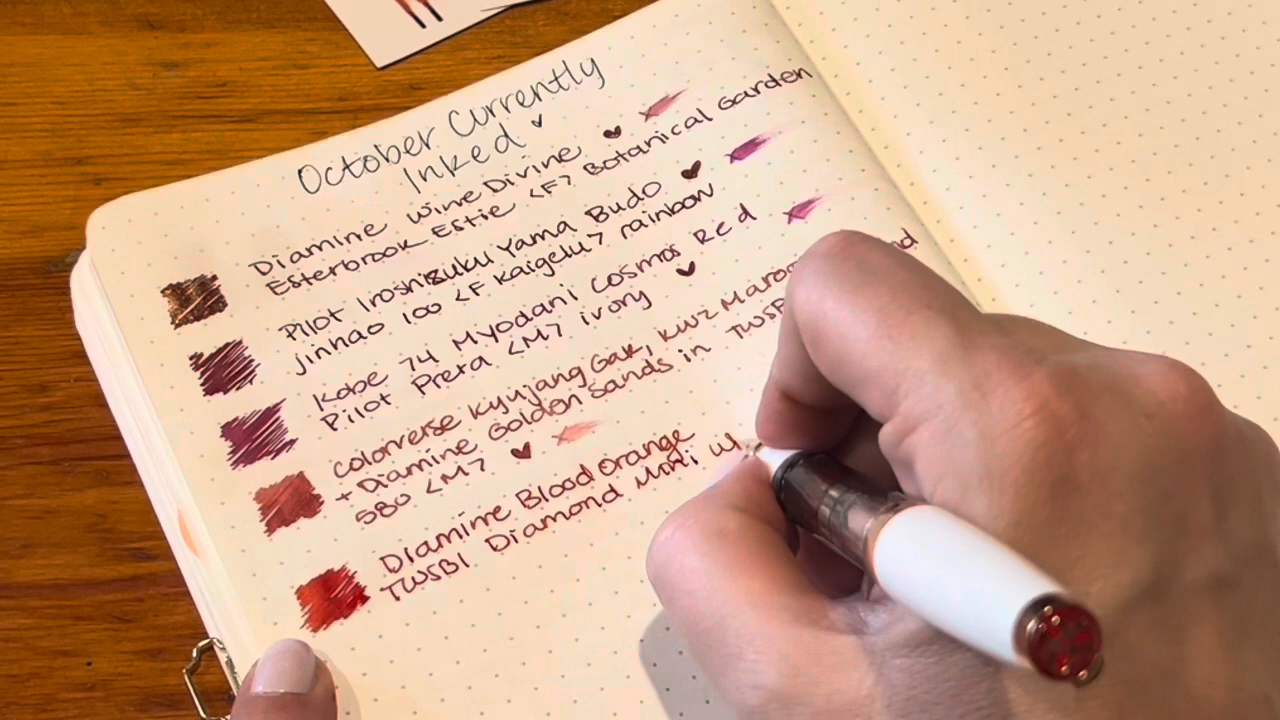 October Currently
Inked
Diamine Wine Divine
Esterbrook Estie <F> Botanical Garden
Pilot Iroshizuku Yama Budo
Jinhao 100 <F Kaigelu> rainbow
Kobe 74 Myodani Cosmos Red
Pilot Prera <M> ivory
Colorverse Kyujang Gak, KWZ
+ Diamine Golden Sands in TWSBI
580 <M>
Diamine Blood Orange
TWSBI Diamond Mini w/